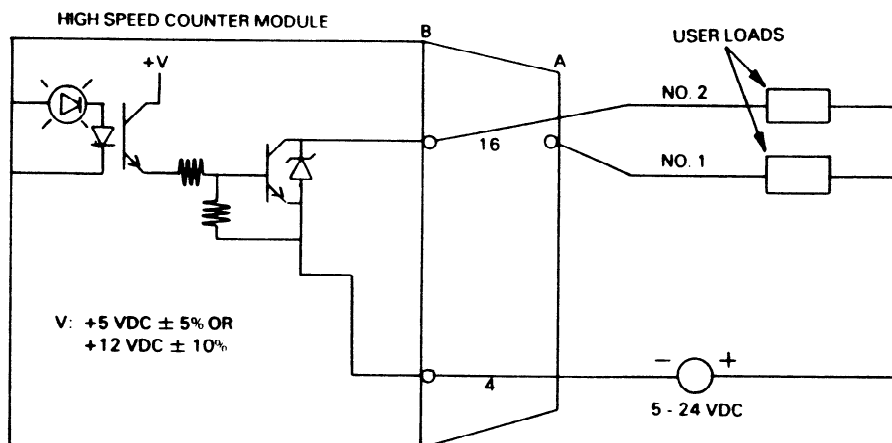 HIGH SPEED COUNTER MODULE
B
A
USER LOADS
+V
NO. 2
16
NO. 1
V: +5 VDC ± 5% OR
+12 VDC ± 10%
4
− +
5 - 24 VDC